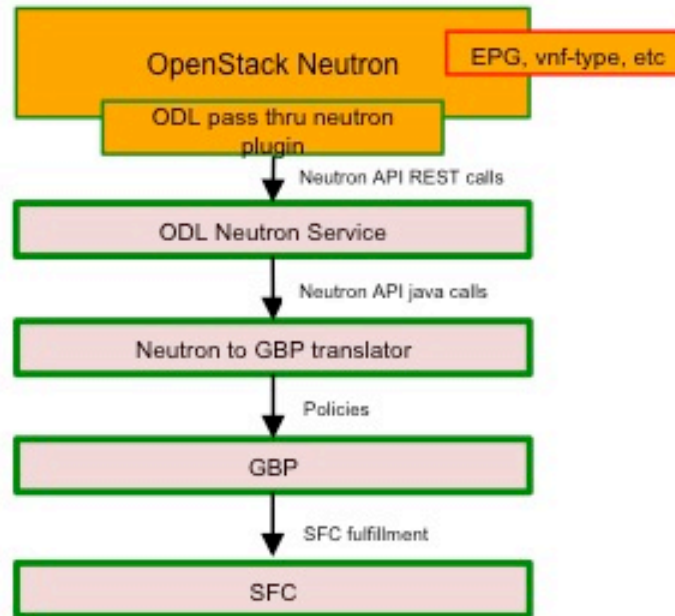 OpenStack Neutron
EPG, vnf-type, etc
ODL pass thru neutron
plugin
Neutron API REST calls
ODL Neutron Service
Neutron API java calls
Neutron to GBP translator
Policies
GBP
SFC fulfillment
SFC